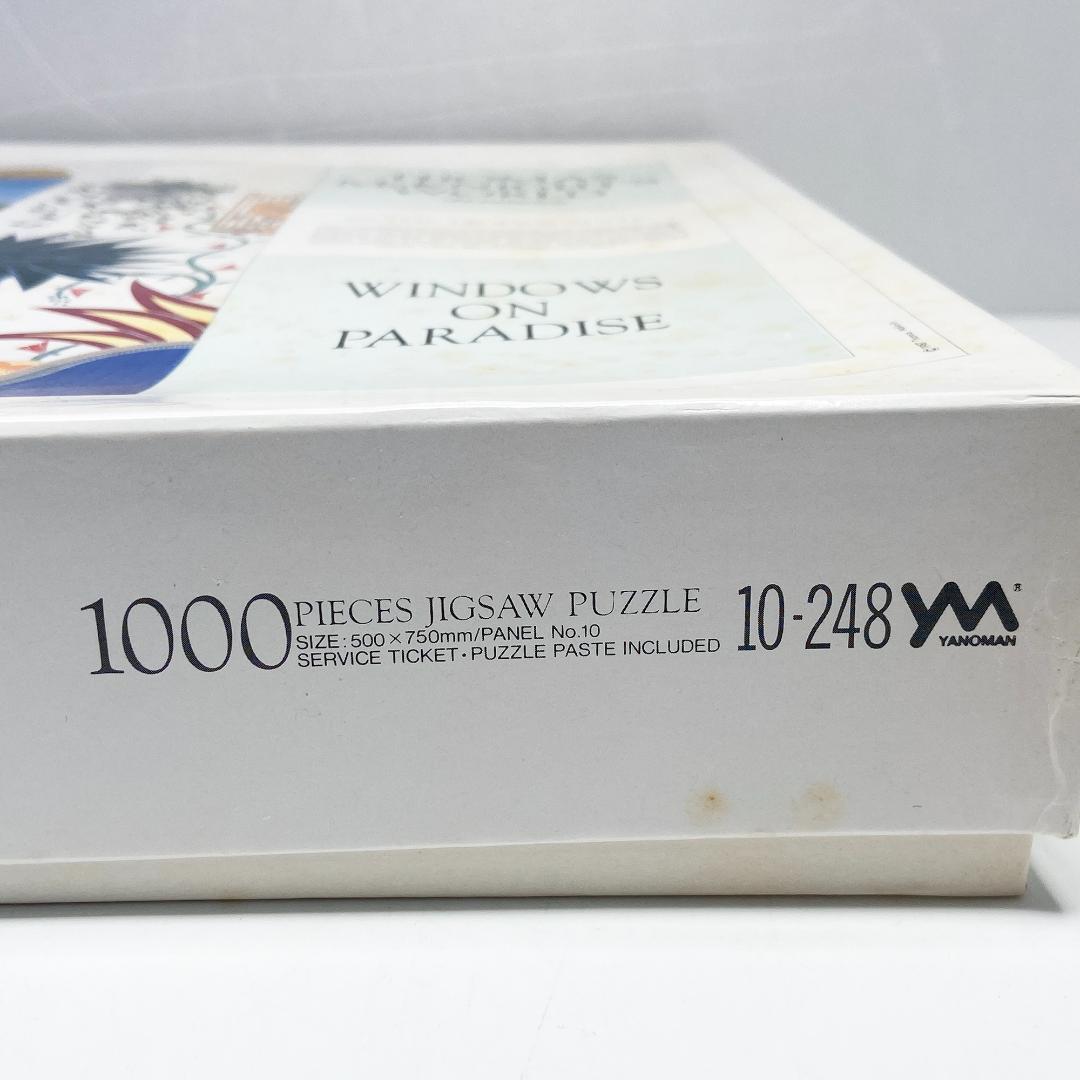 WINDOWS
ON
PARADISE
1000 PIECES JIGSAW PUZZLE
SIZE:500×750mm/PANEL No.10
SERVICE TICKET・PUZZLE PASTE INCLUDED
10-248
YM®
YANOMAN